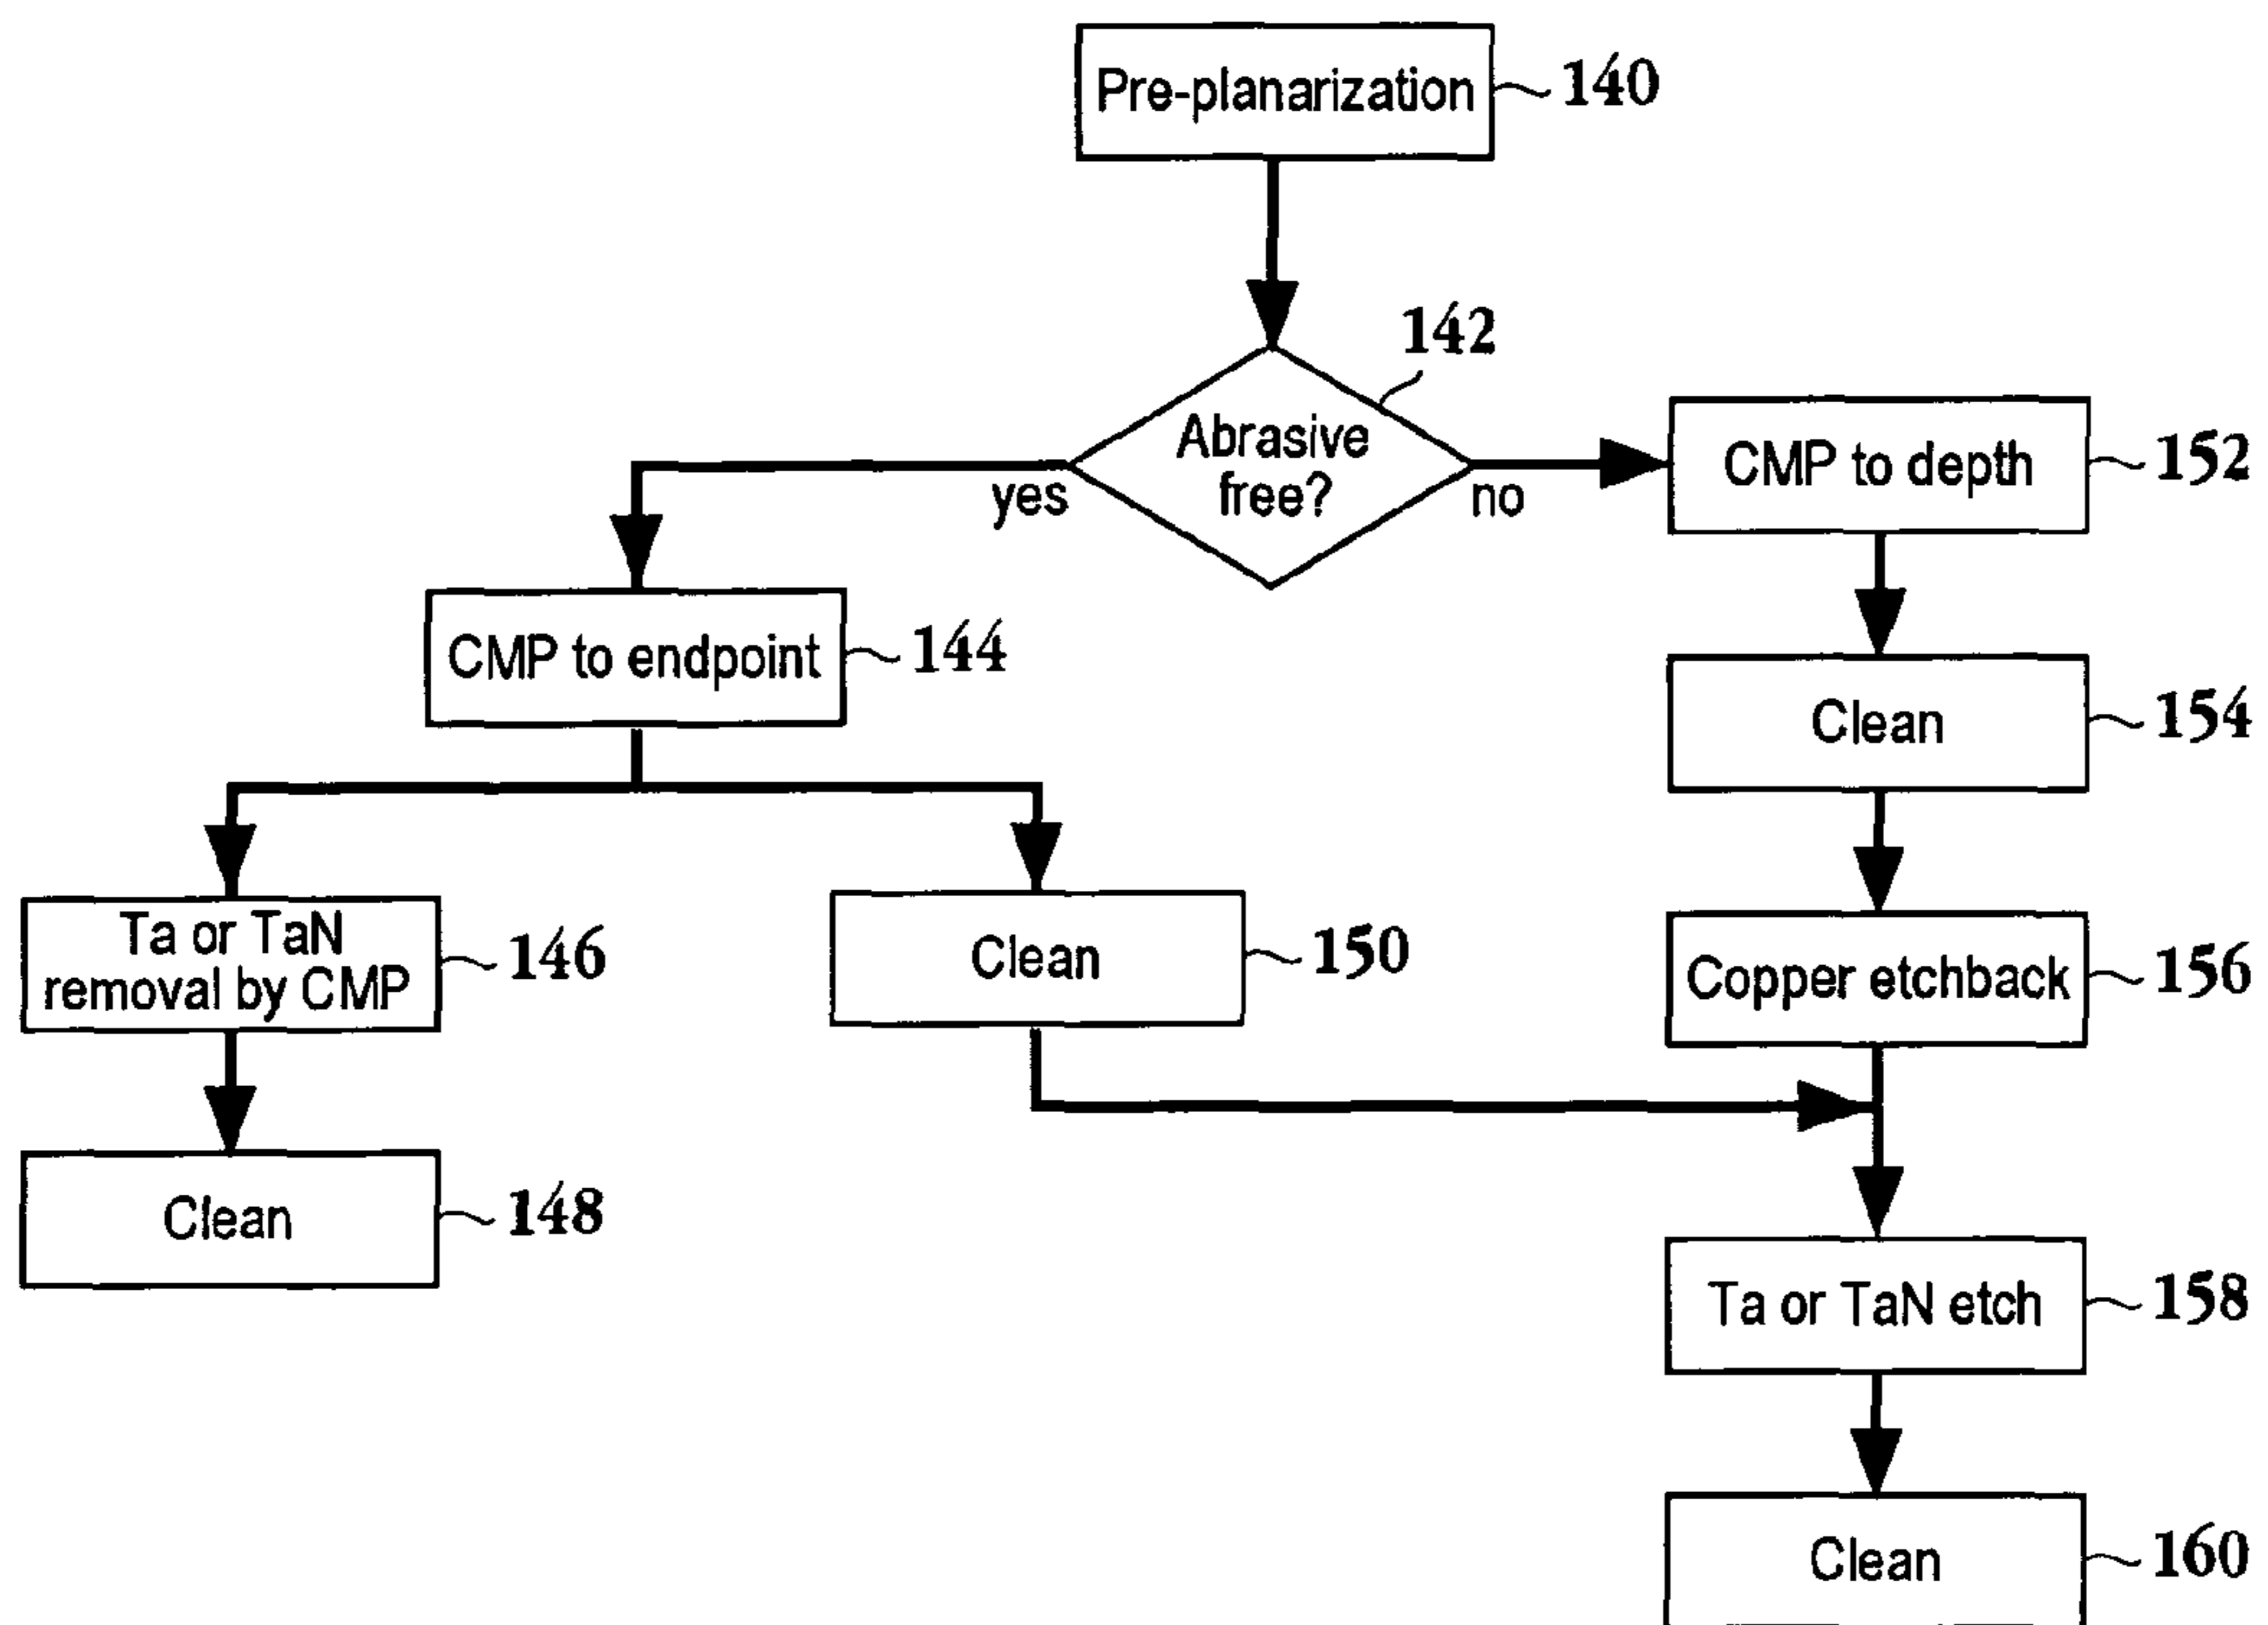 Pre-planarization
140
142
Abrasive
free?
yes
no
CMP to depth
152
CMP to endpoint
144
Clean
154
Ta or TaN
removal by CMP
146
Clean
150
Copper etchback
156
Clean
148
Ta or TaN etch
158
Clean
160